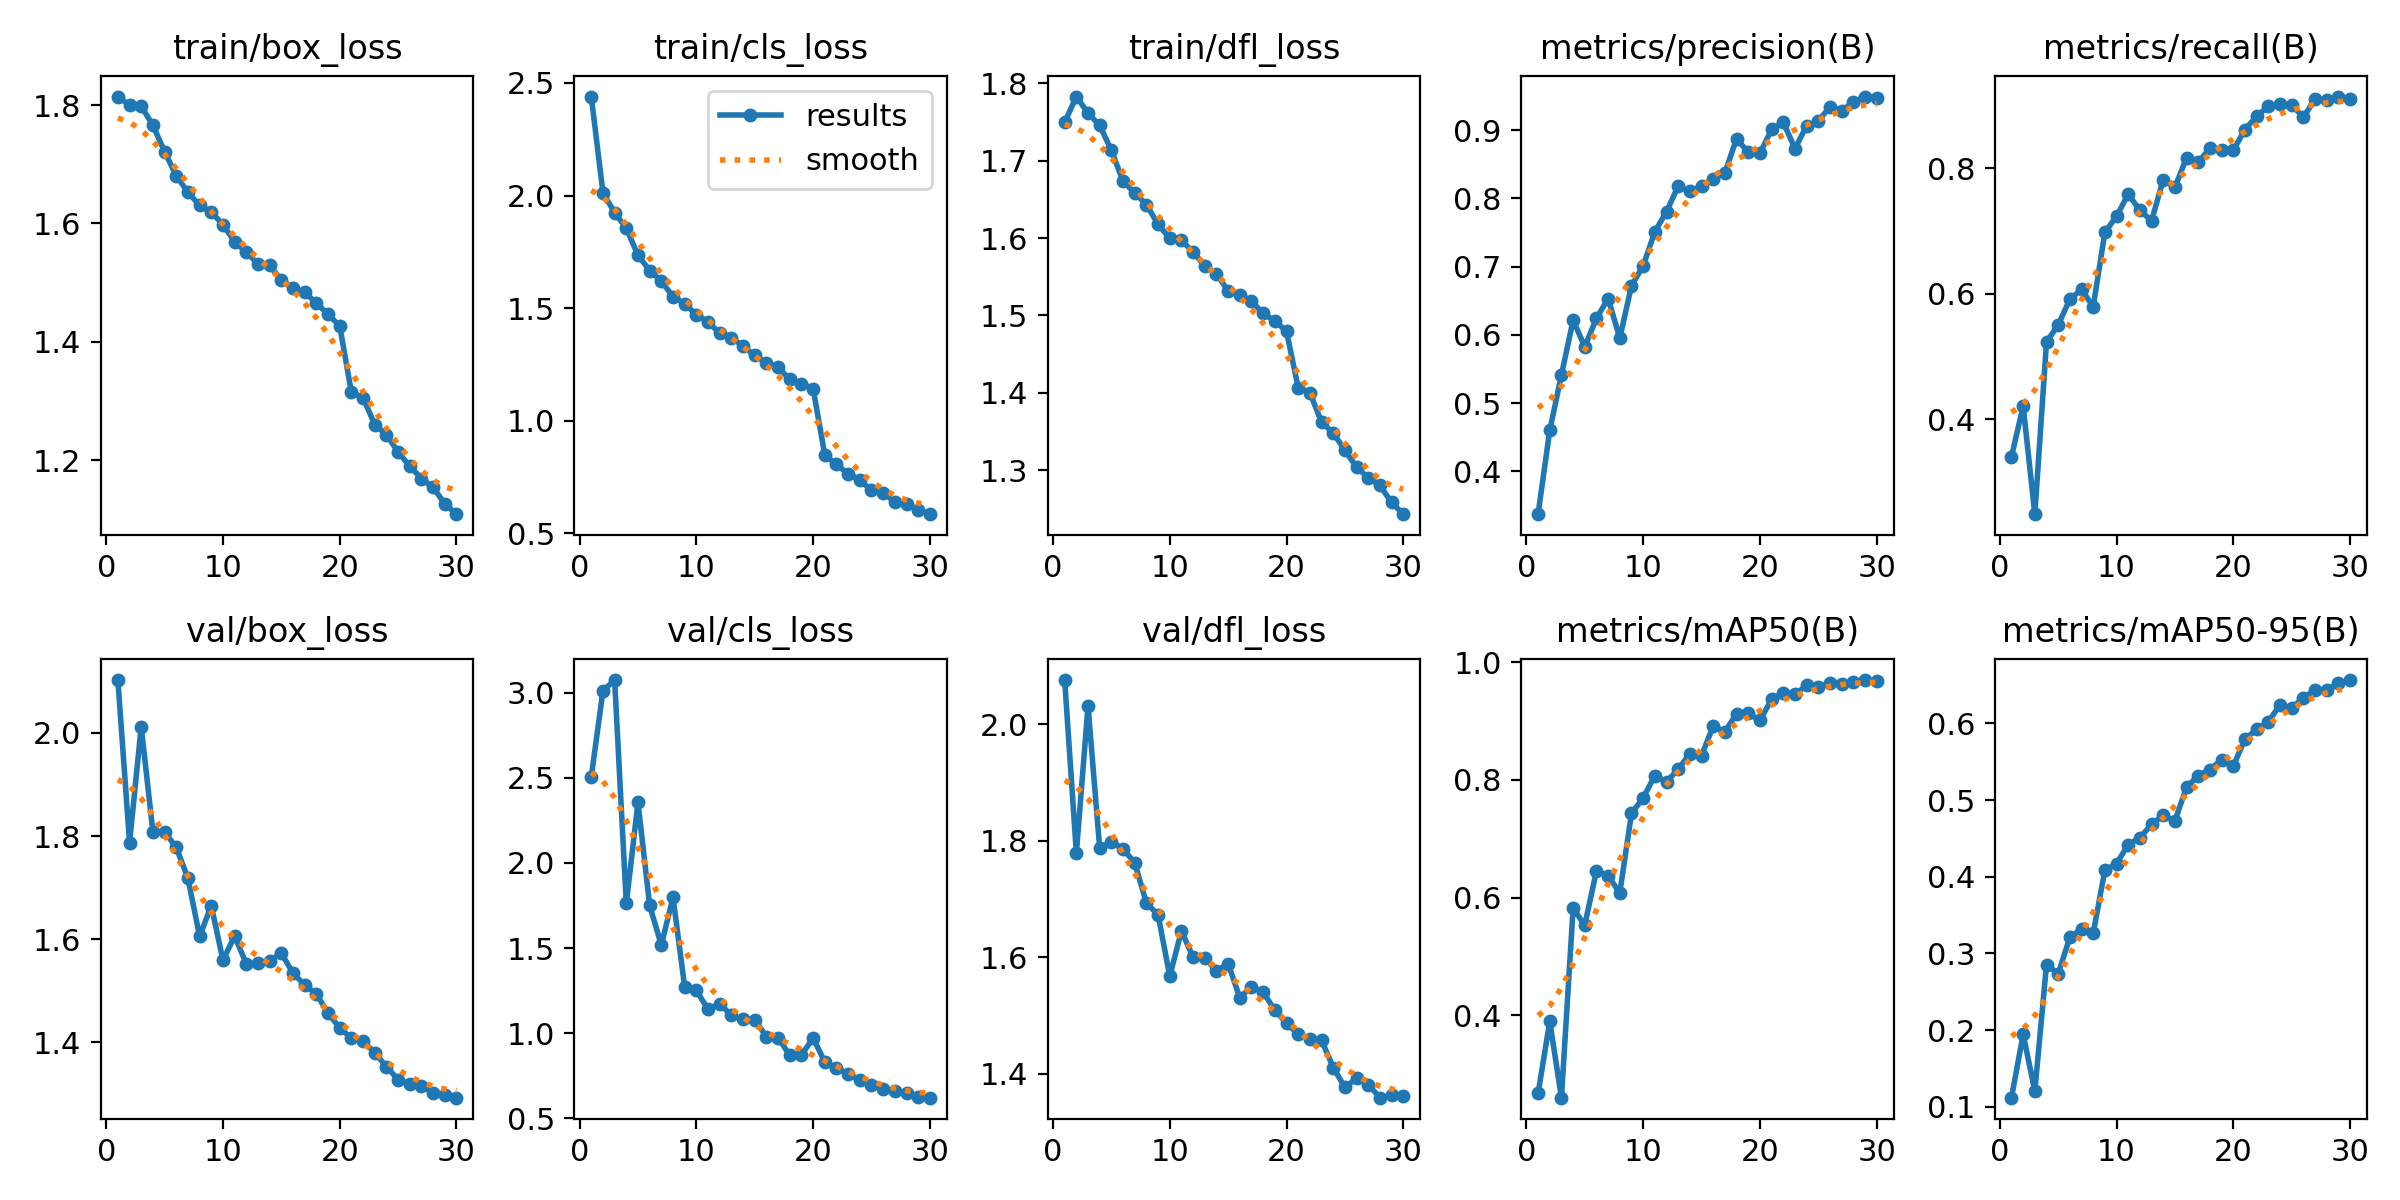 train/box_loss
1.8
1.6
1.4
1.2
0 10 20 30
train/cls_loss
results
smooth
2.5
2.0
1.5
1.0
0.5
0 10 20 30
train/dfl_loss
1.8
1.7
1.6
1.5
1.4
1.3
0 10 20 30
metrics/precision(B)
0.9
0.8
0.7
0.6
0.5
0.4
0 10 20 30
metrics/recall(B)
0.8
0.6
0.4
0 10 20 30
val/box_loss
2.0
1.8
1.6
1.4
0 10 20 30
val/cls_loss
3.0
2.5
2.0
1.5
1.0
0.5
0 10 20 30
val/dfl_loss
2.0
1.8
1.6
1.4
0 10 20 30
metrics/mAP50(B)
1.0
0.8
0.6
0.4
0 10 20 30
metrics/mAP50-95(B)
0.6
0.5
0.4
0.3
0.2
0.1
0 10 20 30